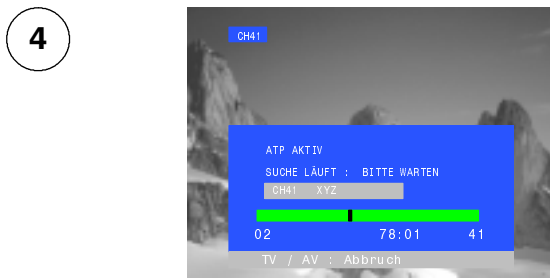 4
CH41
ATP AKTIV
SUCHE LÄUFT : BITTE WARTEN
CH41 XYZ
02 78:01 41
TV / AV : Abbruch